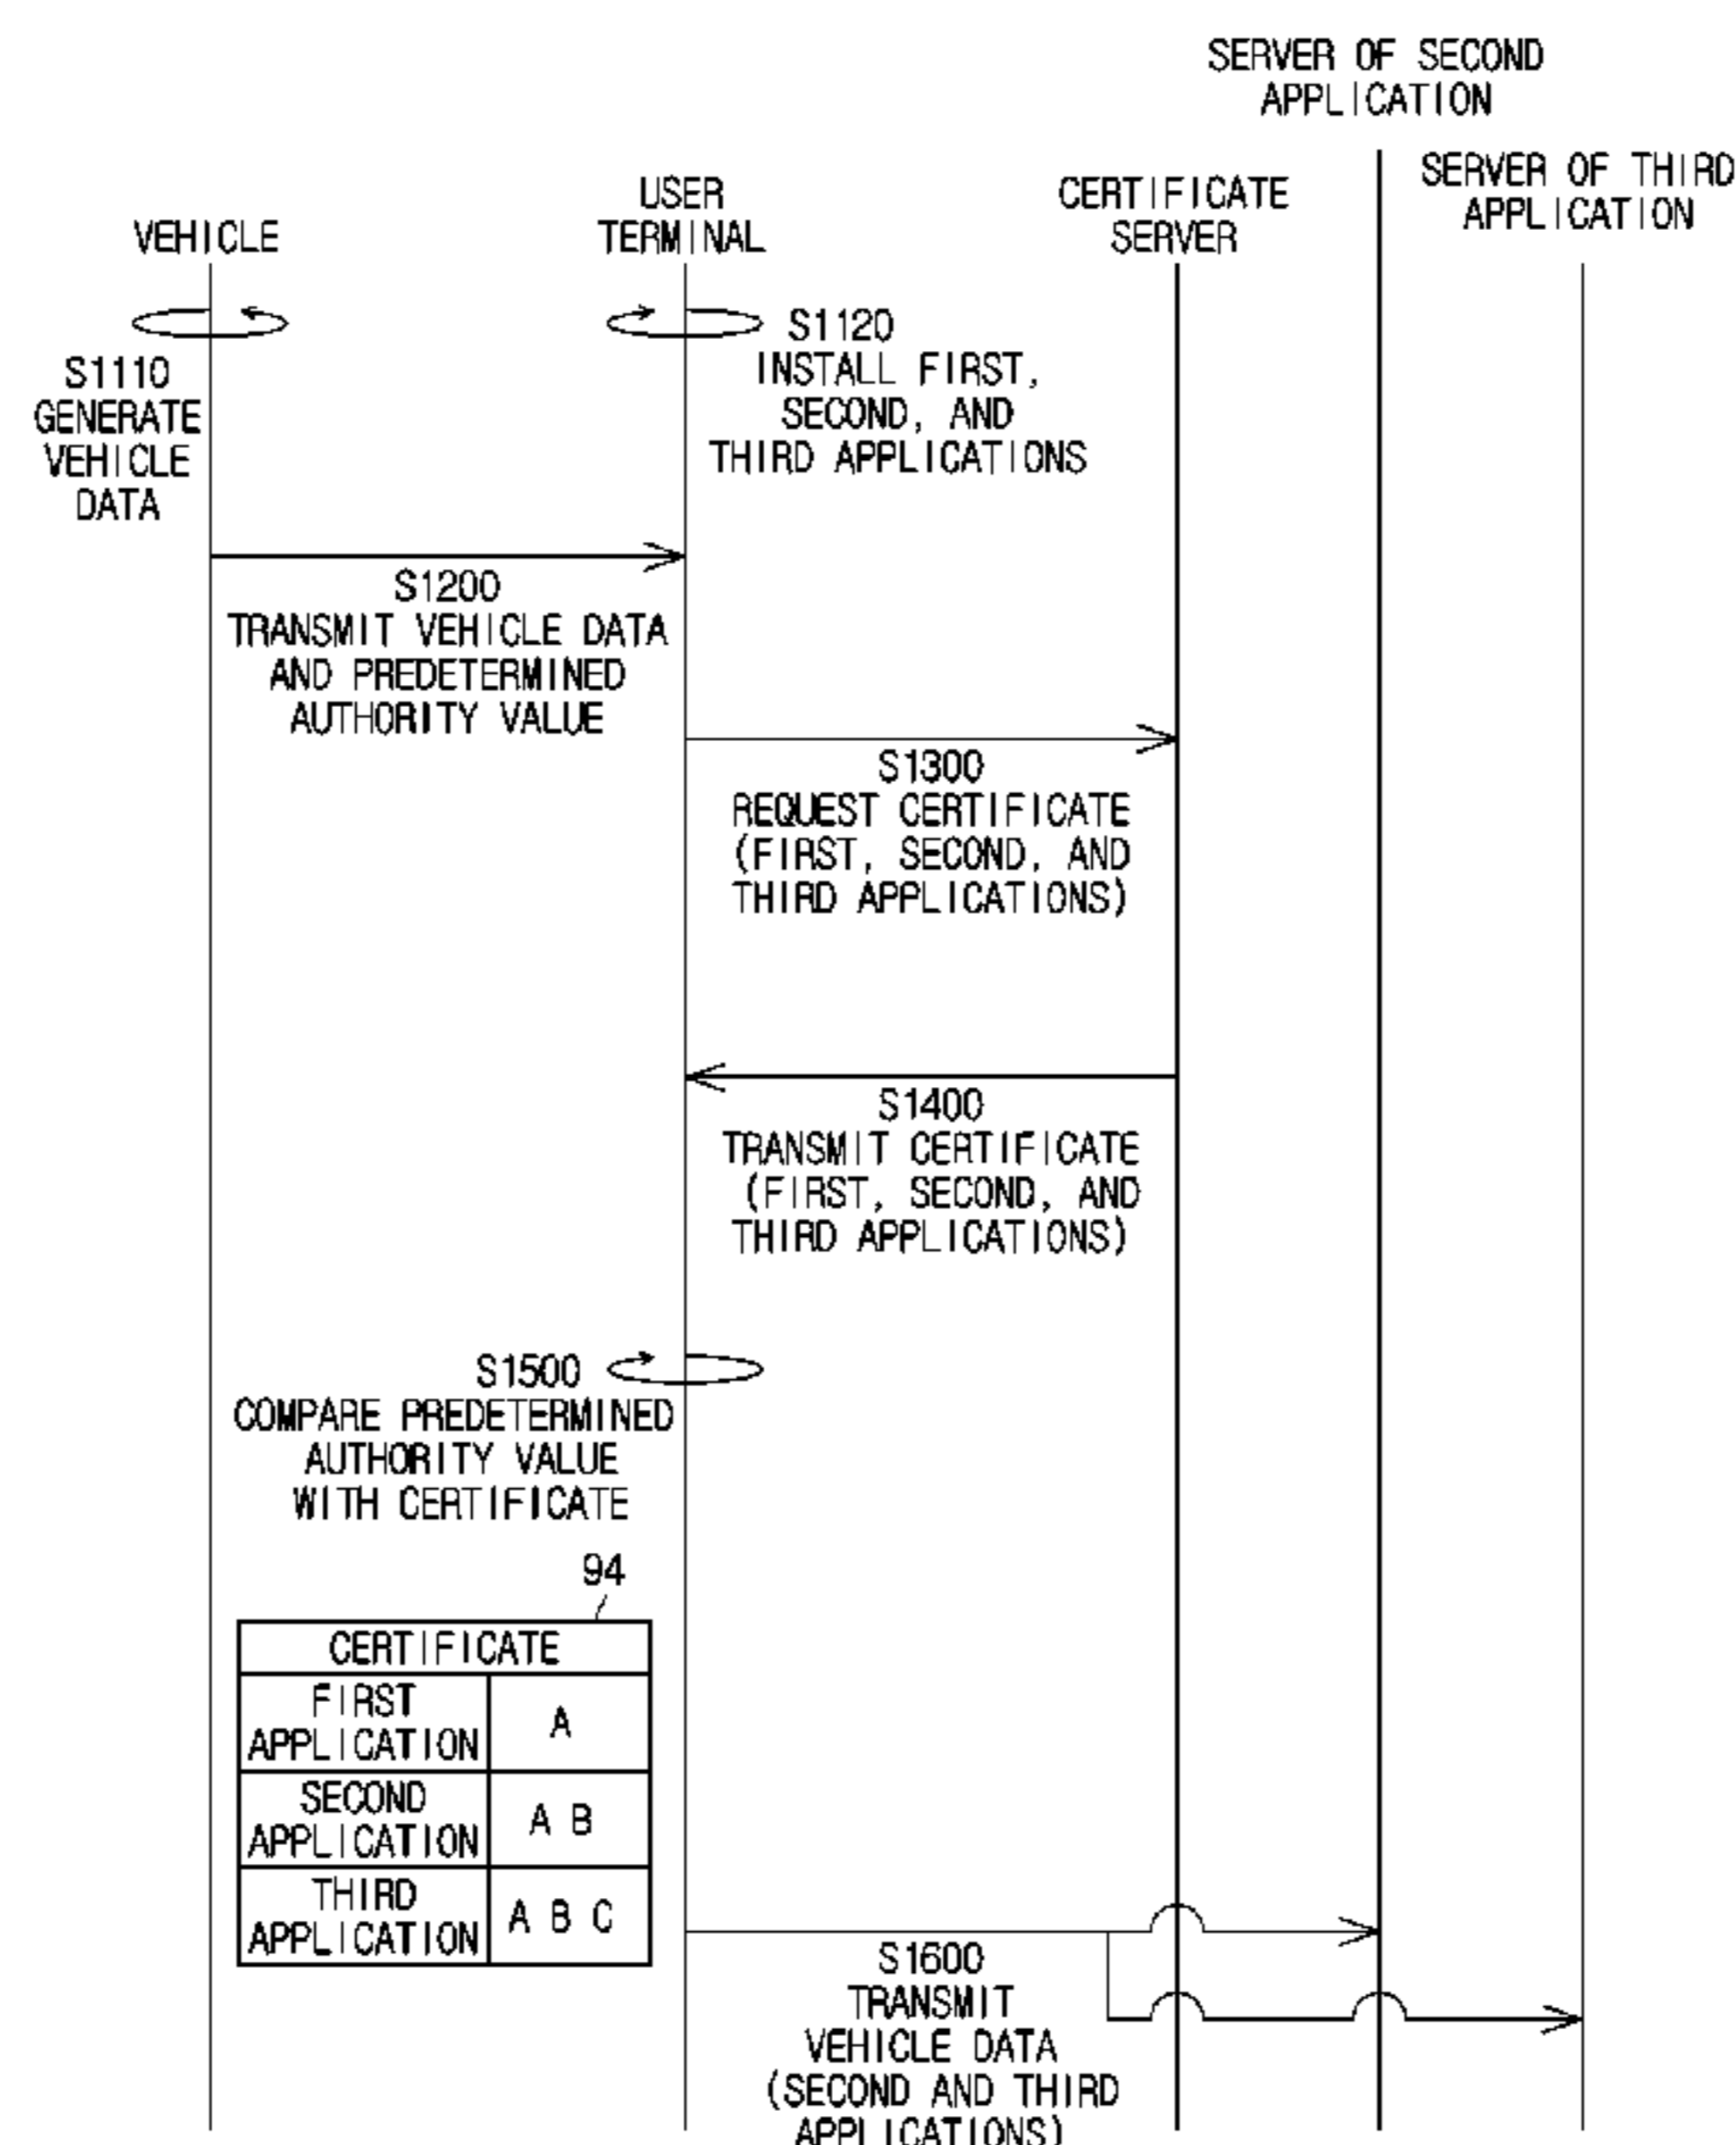 SERVER OF SECOND
APPLICATION
SERVER OF THIRD
APPLICATION
VEHICLE
USER
TERMINAL
CERTIFICATE
SERVER
S1110
GENERATE
VEHICLE
DATA
S1120
INSTALL FIRST,
SECOND, AND
THIRD APPLICATIONS
S1200
TRANSMIT VEHICLE DATA
AND PREDETERMINED
AUTHORITY VALUE
S1300
REQUEST CERTIFICATE
(FIRST, SECOND, AND
THIRD APPLICATIONS)
S1400
TRANSMIT CERTIFICATE
(FIRST, SECOND, AND
THIRD APPLICATIONS)
S1500
COMPARE PREDETERMINED
AUTHORITY VALUE
WITH CERTIFICATE
94
CERTIFICATE
FIRST
APPLICATION
A
SECOND
APPLICATION
A B
THIRD
APPLICATION
A B C
S1600
TRANSMIT
VEHICLE DATA
(SECOND AND THIRD
APPLICATIONS)